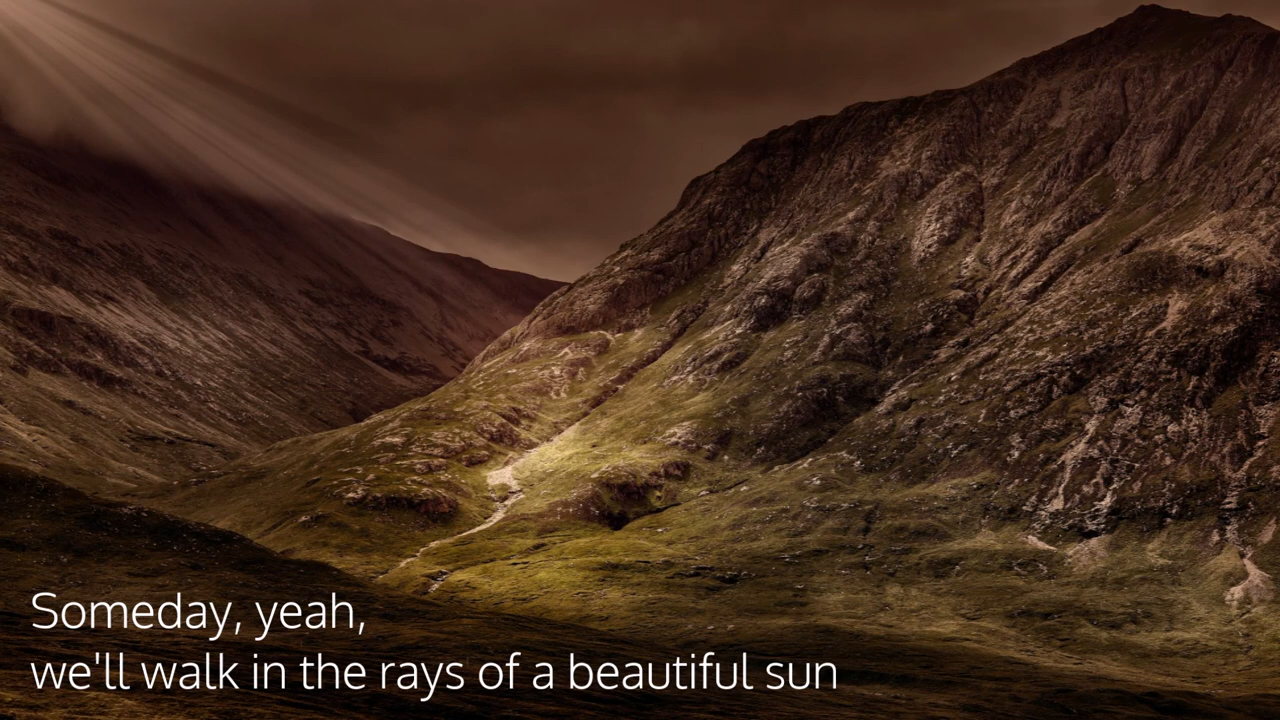 Someday, yeah,
we'll walk in the rays of a beautiful sun